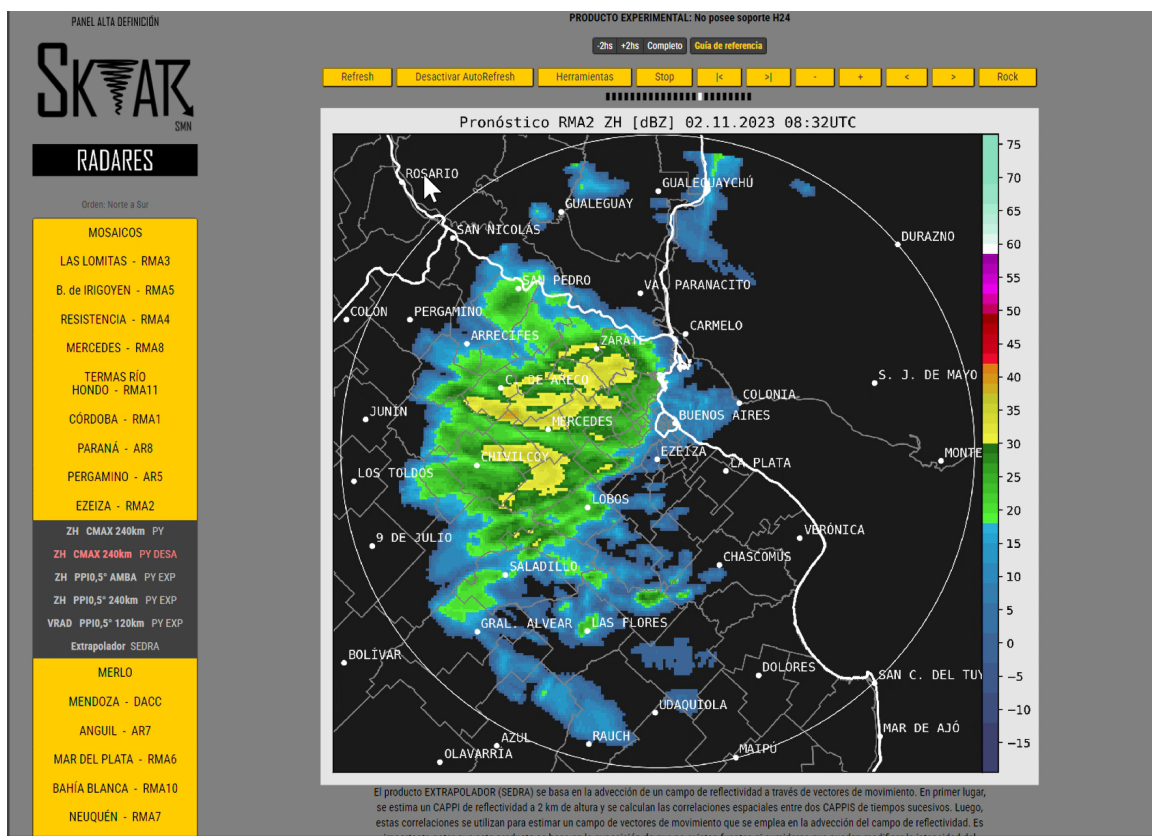 PANEL ALTA DEFINICIÓN
SKYAR
SMN
RADARES
Orden: Norte a Sur
MOSAICOS
LAS LOMITAS - RMA3
B. de IRIGOYEN - RMA5
RESISTENCIA - RMA4
MERCEDES - RMA8
TERMAS RÍO
HONDO - RMA11
CÓRDOBA - RMA1
PARANÁ - AR8
PERGAMINO - AR5
EZEIZA - RMA2
ZH CMAX 240km PY
ZH CMAX 240km PY DESA
ZH PPI0,5° AMBA PY EXP
ZH PPI0,5° 240km PY EXP
VRAD PPI0,5° 120km PY EXP
Extrapolador SEDRA
MERLO
MENDOZA - DACC
ANGUIL - AR7
MAR DEL PLATA - RMA6
BAHÍA BLANCA - RMA10
NEUQUÉN - RMA7
PRODUCTO EXPERIMENTAL: No posee soporte H24
-2hs +2hs Completo Guía de referencia
Refresh Desactivar AutoRefresh Herramientas Stop |< >| - + < > Rock
Pronóstico RMA2 ZH [dBZ] 02.11.2023 08:32UTC
ROSARIO
GUALEGUAYCHÚ
GUALEGUAY
SAN NICOLÁS
DURAZNO
SAN PEDRO
VA. PARANACITO
COLÓN
PERGAMINO
CARMELO
ARRECIFES
ZÁRATE
S. J. DE MAYO
C. DE ARECO
COLONIA
JUNÍN
MERCEDES
BUENOS AIRES
CHIVILCOY
EZEIZA
MONTE
LOS TOLDOS
LA PLATA
LOBOS
VERÓNICA
9 DE JULIO
CHASCOMÚS
SALADILLO
GRAL. ALVEAR
LAS FLORES
BOLÍVAR
DOLORES
SAN C. DEL TUY
UDAQUIOLA
MAR DE AJÓ
AZUL
RAUCH
OLAVARRÍA
MAIPÚ
75
70
65
60
55
50
45
40
35
30
25
20
15
10
5
0
−5
−10
−15
El producto EXTRAPOLADOR (SEDRA) se basa en la advección de un campo de reflectividad a través de vectores de movimiento. En primer lugar,
se estima un CAPPI de reflectividad a 2 km de altura y se calculan las correlaciones espaciales entre dos CAPPIS de tiempos sucesivos. Luego,
estas correlaciones se utilizan para estimar un campo de vectores de movimiento que se emplea en la advección del campo de reflectividad. Es